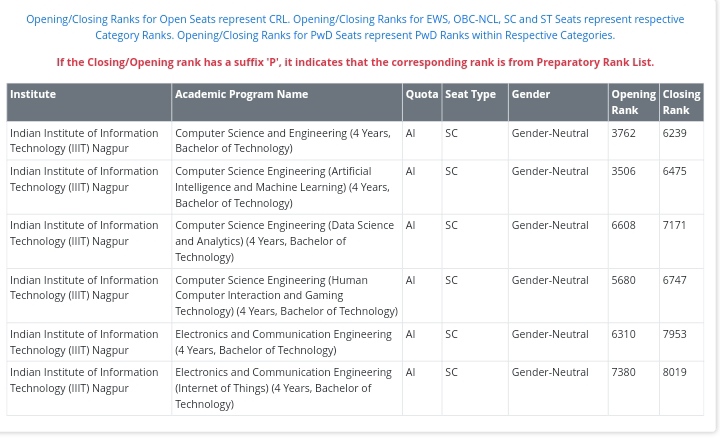 Opening/Closing Ranks for Open Seats represent CRL. Opening/Closing Ranks for EWS, OBC-NCL, SC and ST Seats represent respective
Category Ranks. Opening/Closing Ranks for PwD Seats represent PwD Ranks within Respective Categories.
If the Closing/Opening rank has a suffix 'P', it indicates that the corresponding rank is from Preparatory Rank List.
Institute Academic Program Name Quota Seat Type Gender Opening Closing
Rank Rank
Indian Institute of Information Computer Science and Engineering (4 Years, AI SC Gender-Neutral 3762 6239
Technology (IIIT) Nagpur Bachelor of Technology)
Indian Institute of Information Computer Science Engineering (Artificial AI SC Gender-Neutral 3506 6475
Technology (IIIT) Nagpur Intelligence and Machine Learning) (4 Years,
Bachelor of Technology)
Indian Institute of Information Computer Science Engineering (Data Science AI SC Gender-Neutral 6608 7171
Technology (IIIT) Nagpur and Analytics) (4 Years, Bachelor of
Technology)
Indian Institute of Information Computer Science Engineering (Human AI SC Gender-Neutral 5680 6747
Technology (IIIT) Nagpur Computer Interaction and Gaming
Technology) (4 Years, Bachelor of Technology)
Indian Institute of Information Electronics and Communication Engineering AI SC Gender-Neutral 6310 7953
Technology (IIIT) Nagpur (4 Years, Bachelor of Technology)
Indian Institute of Information Electronics and Communication Engineering AI SC Gender-Neutral 7380 8019
Technology (IIIT) Nagpur (Internet of Things) (4 Years, Bachelor of
Technology)